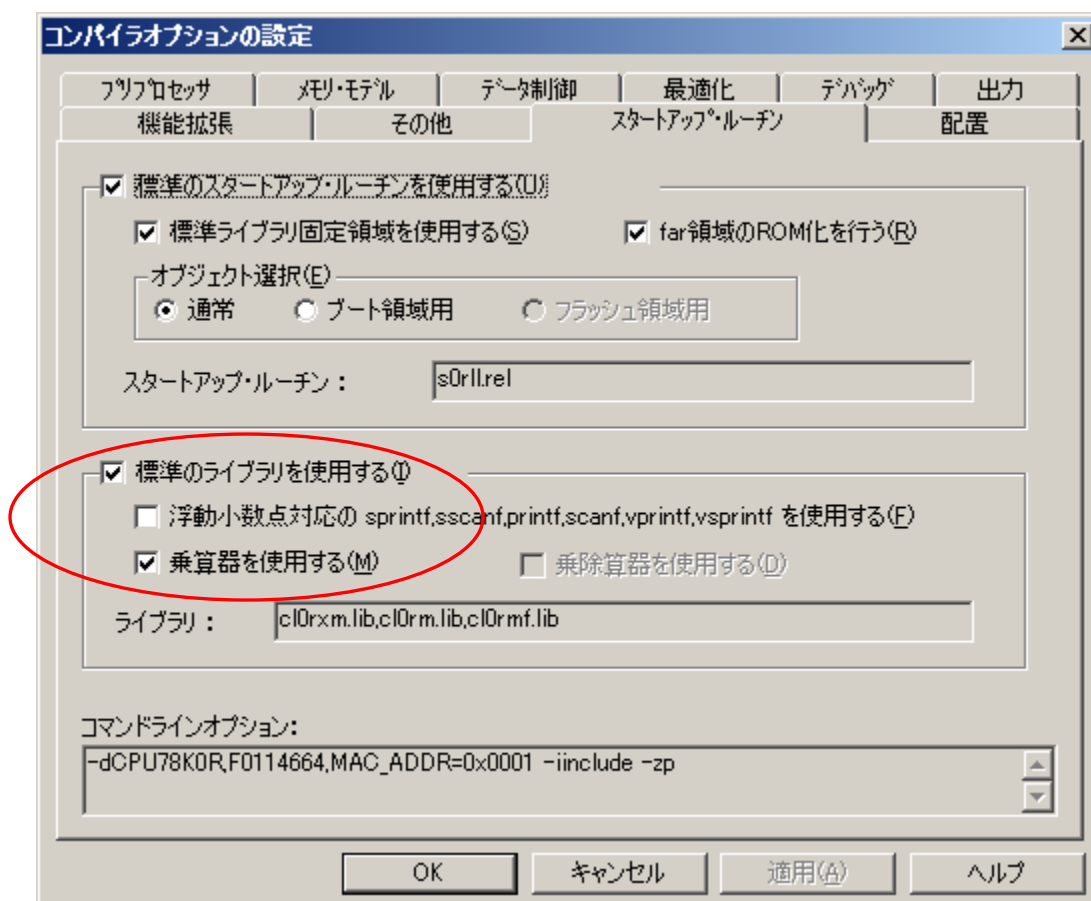 コンパイラオプションの設定
プリプロセッサ メモリ・モデル データ制御 最適化 デバッグ 出力
機能拡張 その他 スタートアップ・ルーチン 配置
標準のスタートアップ・ルーチンを使用する(U)
標準ライブラリ固定領域を使用する(S) far領域のROM化を行う(R)
オブジェクト選択(E)
通常 ブート領域用 フラッシュ領域用
スタートアップ・ルーチン: s0rll.rel
標準のライブラリを使用する(I)
浮動小数点対応の sprintf,sscanf,printf,scanf,vprintf,vsprintf を使用する(F)
乗算器を使用する(M) 乗除算器を使用する(D)
ライブラリ: cl0rxm.lib,cl0rm.lib,cl0rmf.lib
コマンドラインオプション:
-dCPU78K0R,F0114664,MAC_ADDR=0x0001 -iinclude -zp
OK キャンセル 適用(A) ヘルプ